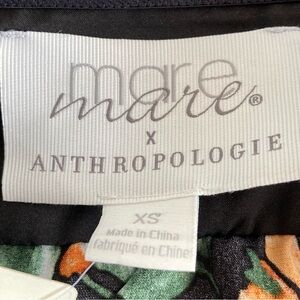 mare
mare®
X
ANTHROPOLOGIE
XS
Made in China
Fabriqué en Chine